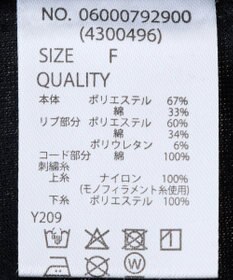 NO. 06000792900
(4300496)
SIZE F
QUALITY
本体 ポリエステル 67%
綿 33%
リブ部分 ポリエステル 60%
綿 34%
ポリウレタン 6%
コード部分 綿 100%
刺繍糸
上糸 ナイロン 100%
(モノフィラメント糸使用)
下糸 ポリエステル 100%
Y209